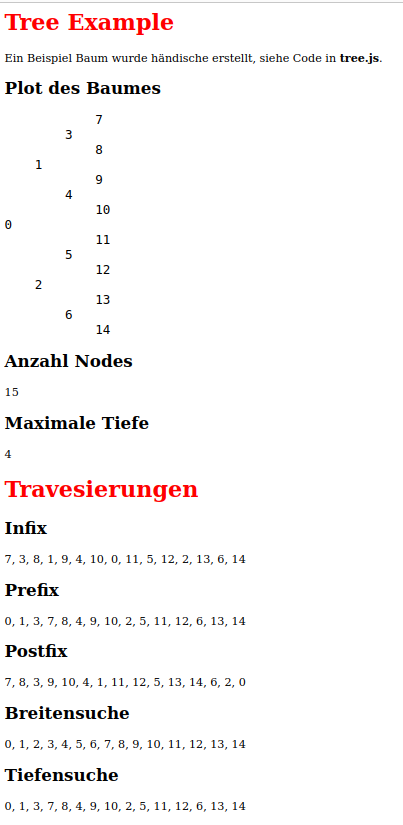 Tree Example
Ein Beispiel Baum wurde händische erstellt, siehe Code in tree.js.
Plot des Baumes
7
3
8
1
9
4
10
0
11
5
12
2
13
6
14
Anzahl Nodes
15
Maximale Tiefe
4
Travesierungen
Infix
7, 3, 8, 1, 9, 4, 10, 0, 11, 5, 12, 2, 13, 6, 14
Prefix
0, 1, 3, 7, 8, 4, 9, 10, 2, 5, 11, 12, 6, 13, 14
Postfix
7, 8, 3, 9, 10, 4, 1, 11, 12, 5, 13, 14, 6, 2, 0
Breitensuche
0, 1, 2, 3, 4, 5, 6, 7, 8, 9, 10, 11, 12, 13, 14
Tiefensuche
0, 1, 3, 7, 8, 4, 9, 10, 2, 5, 11, 12, 6, 13, 14